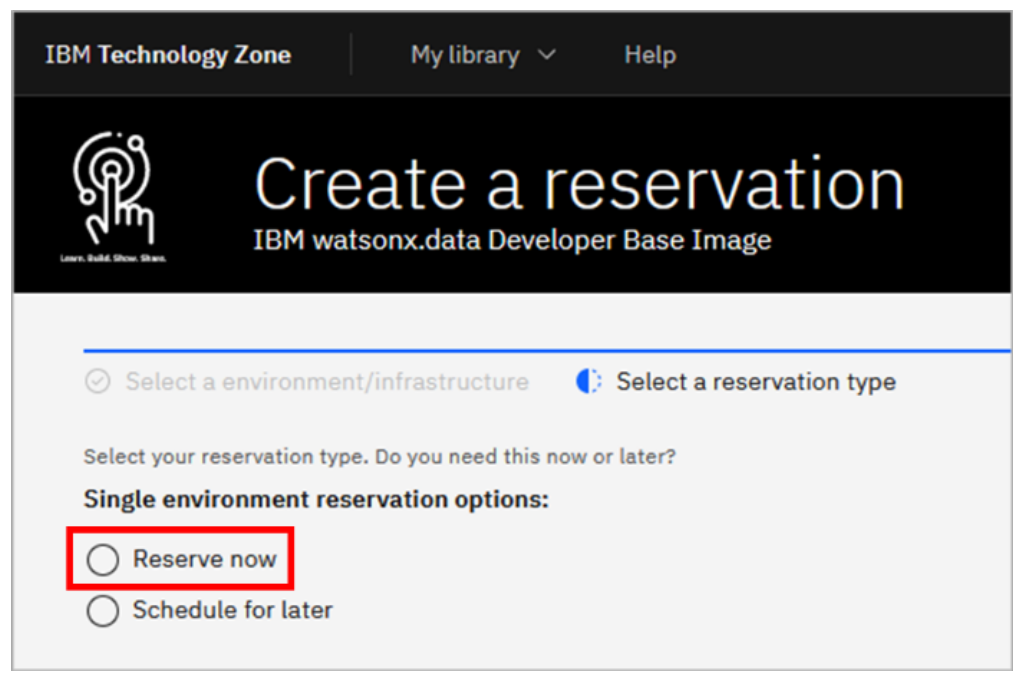 IBM Technology Zone My library Help
Create a reservation
IBM watsonx.data Developer Base Image
Learn. Build. Show. Share.
Select a environment/infrastructure Select a reservation type
Select your reservation type. Do you need this now or later?
Single environment reservation options:
Reserve now
Schedule for later